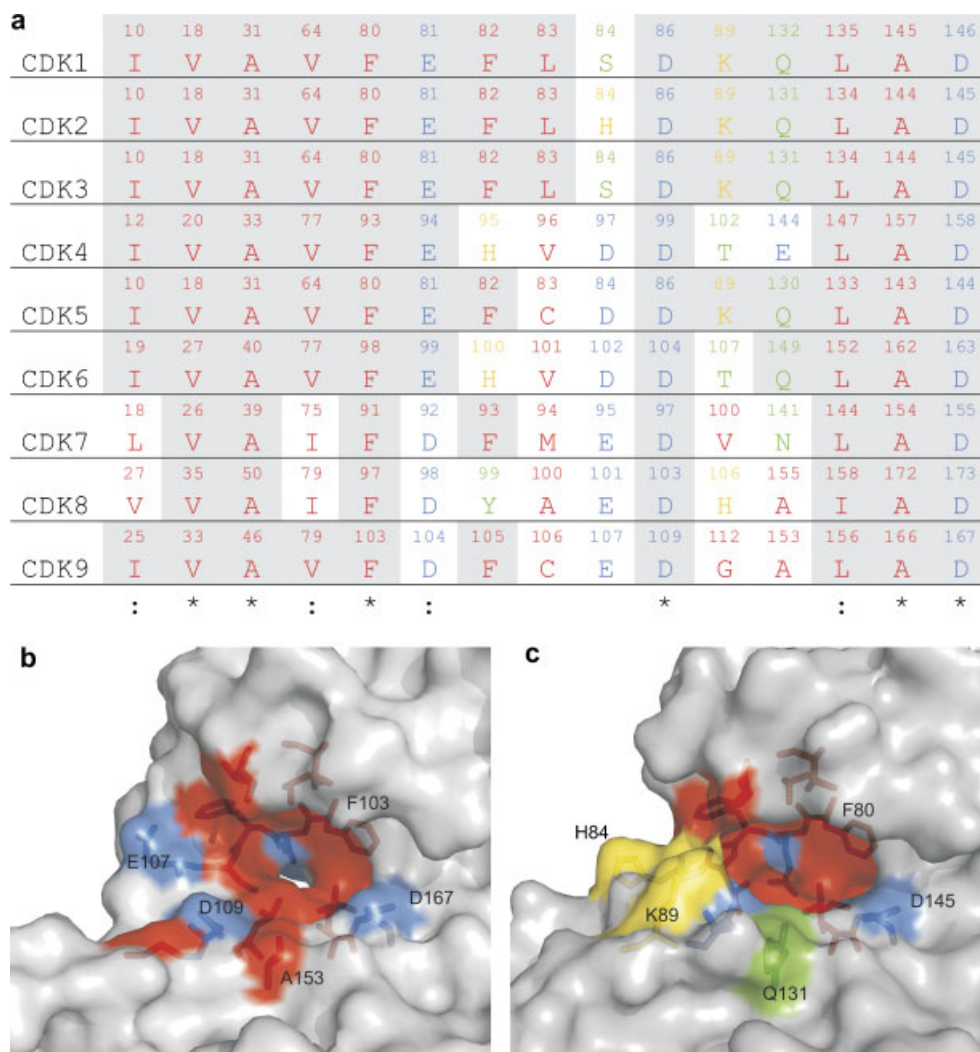 a
10 18 31 64 80 81 82 83 84 86 89 132 135 145 146
CDK1 I V A V F E F L S D K Q L A D
10 18 31 64 80 81 82 83 84 86 89 131 134 144 145
CDK2 I V A V F E F L H D K Q L A D
10 18 31 64 80 81 82 83 84 86 89 131 134 144 145
CDK3 I V A V F E F L S D K Q L A D
12 20 33 77 93 94 95 96 97 99 102 144 147 157 158
CDK4 I V A V F E H V D D T E L A D
10 18 31 64 80 81 82 83 84 86 89 130 133 143 144
CDK5 I V A V F E F C D D K Q L A D
19 27 40 77 98 99 100 101 102 104 107 149 152 162 163
CDK6 I V A V F E H V D D T Q L A D
18 26 39 75 91 92 93 94 95 97 100 141 144 154 155
CDK7 L V A I F D F M E D V N L A D
27 35 50 79 97 98 99 100 101 103 106 155 158 172 173
CDK8 V V A I F D Y A E D H A I A D
25 33 46 79 103 104 105 106 107 109 112 153 156 166 167
CDK9 I V A V F D F C E D G A L A D
: * * : * : * : * *
b
F103
E107
D109
D167
A153
c
F80
H84
K89
D145
Q131